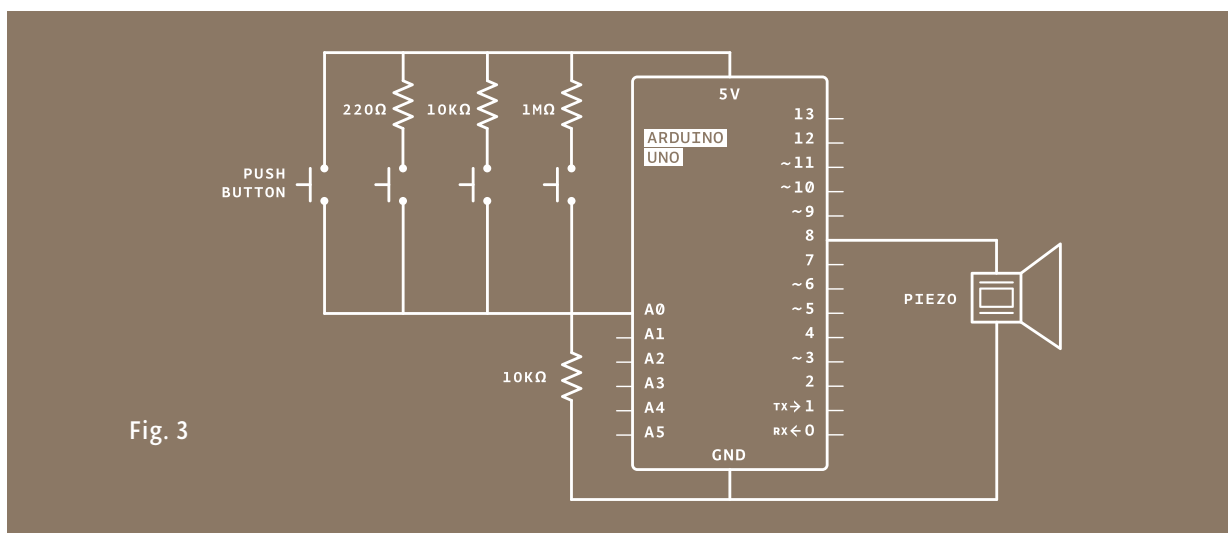 5V
220Ω
10KΩ
1MΩ
13
ARDUINO
UNO
12
~11
PUSH
BUTTON
~10
~9
8
7
~6
PIEZO
A0
~5
A1
4
A2
~3
10KΩ
A3
2
A4
TX→1
A5
RX←0
Fig. 3
GND